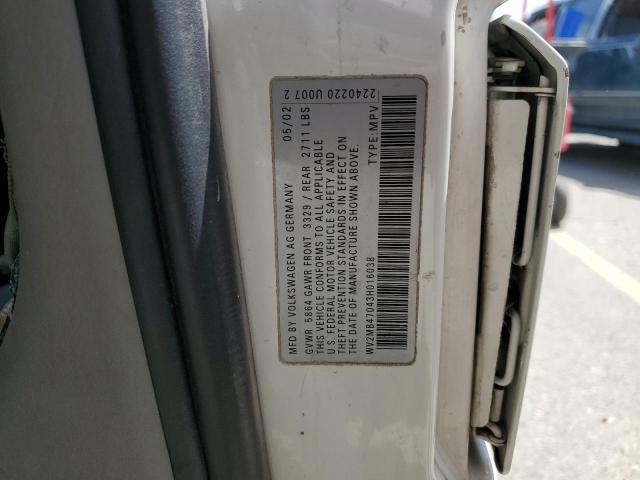 MFD BY VOLKSWAGEN AG GERMANY 05/02
GVWR 5864 GAWR FRONT 3329 / REAR 2711 LBS
THIS VEHICLE CONFORMS TO ALL APPLICABLE
U.S. FEDERAL MOTOR VEHICLE SAFETY AND
THEFT PREVENTION STANDARDS IN EFFECT ON
THE DATE OF MANUFACTURE SHOWN ABOVE.
WV2MB47043H016038 TYPE:MPV
2240220 U007 2